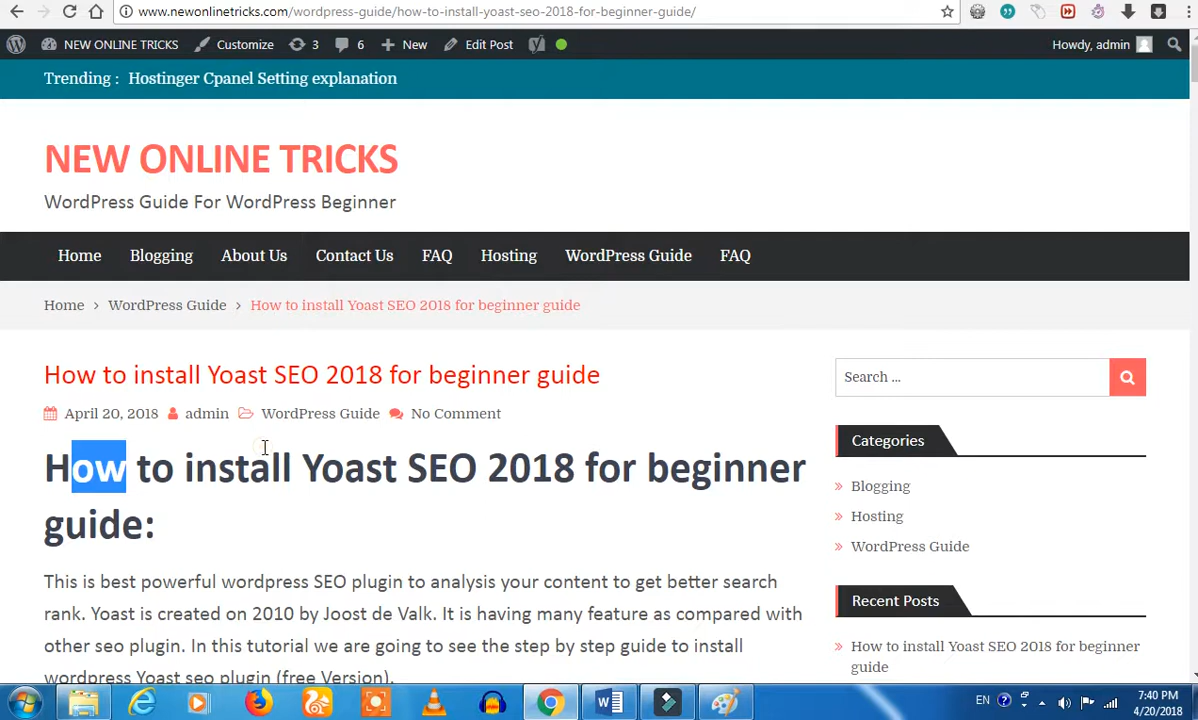 www.newonlinetricks.com/wordpress-guide/how-to-install-yoast-seo-2018-for-beginner-guide/
NEW ONLINE TRICKS Customize 3 6 New Edit Post Howdy, admin
Trending : Hostinger Cpanel Setting explanation
NEW ONLINE TRICKS
WordPress Guide For WordPress Beginner
Home Blogging About Us Contact Us FAQ Hosting WordPress Guide FAQ
Home > WordPress Guide > How to install Yoast SEO 2018 for beginner guide
How to install Yoast SEO 2018 for beginner guide
April 20, 2018 admin WordPress Guide No Comment
How to install Yoast SEO 2018 for beginner
guide:
This is best powerful wordpress SEO plugin to analysis your content to get better search
rank. Yoast is created on 2010 by Joost de Valk. It is having many feature as compared with
other seo plugin. In this tutorial we are going to see the step by step guide to install
wordpress Yoast seo plugin (free Version).
Search ...
Categories
» Blogging
» Hosting
» WordPress Guide
Recent Posts
» How to install Yoast SEO 2018 for beginner
guide
EN 7:40 PM
4/20/2018